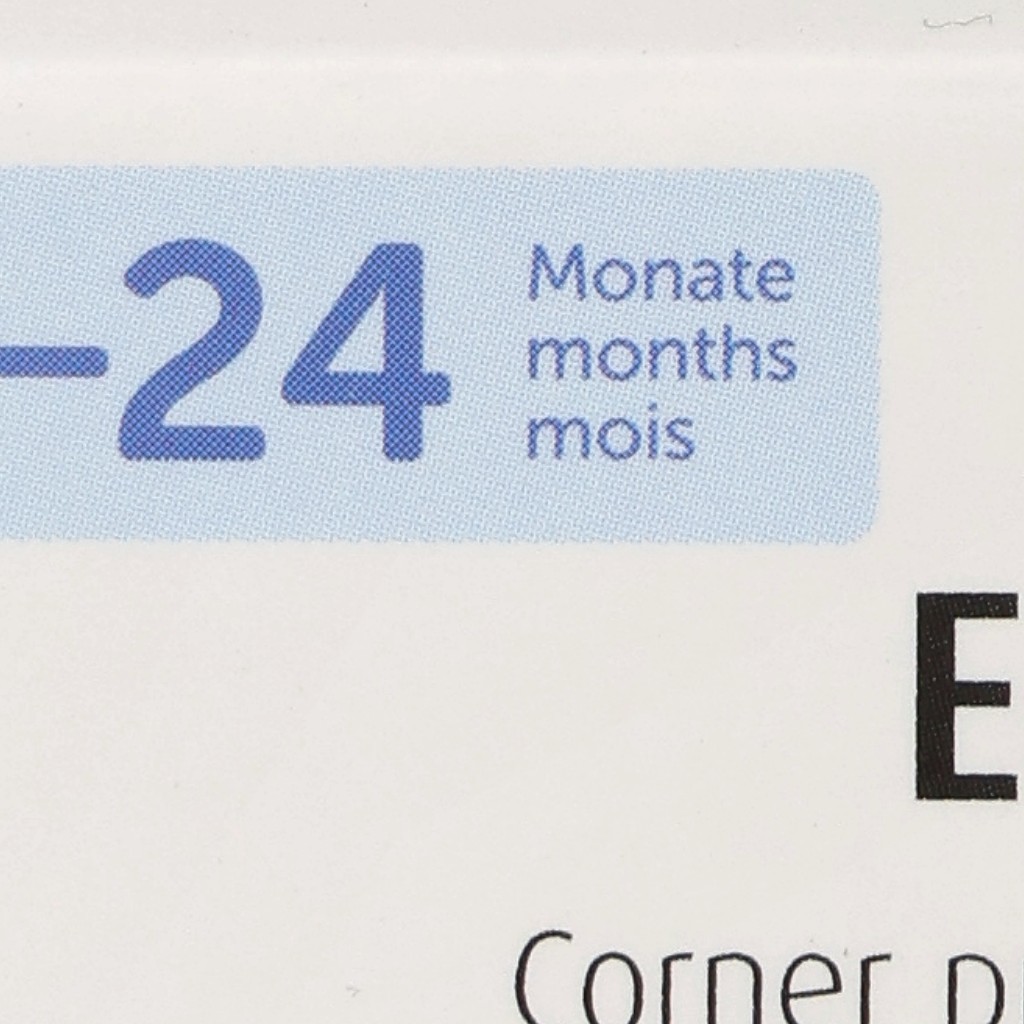 –24
Monate
months
mois
E
Corner